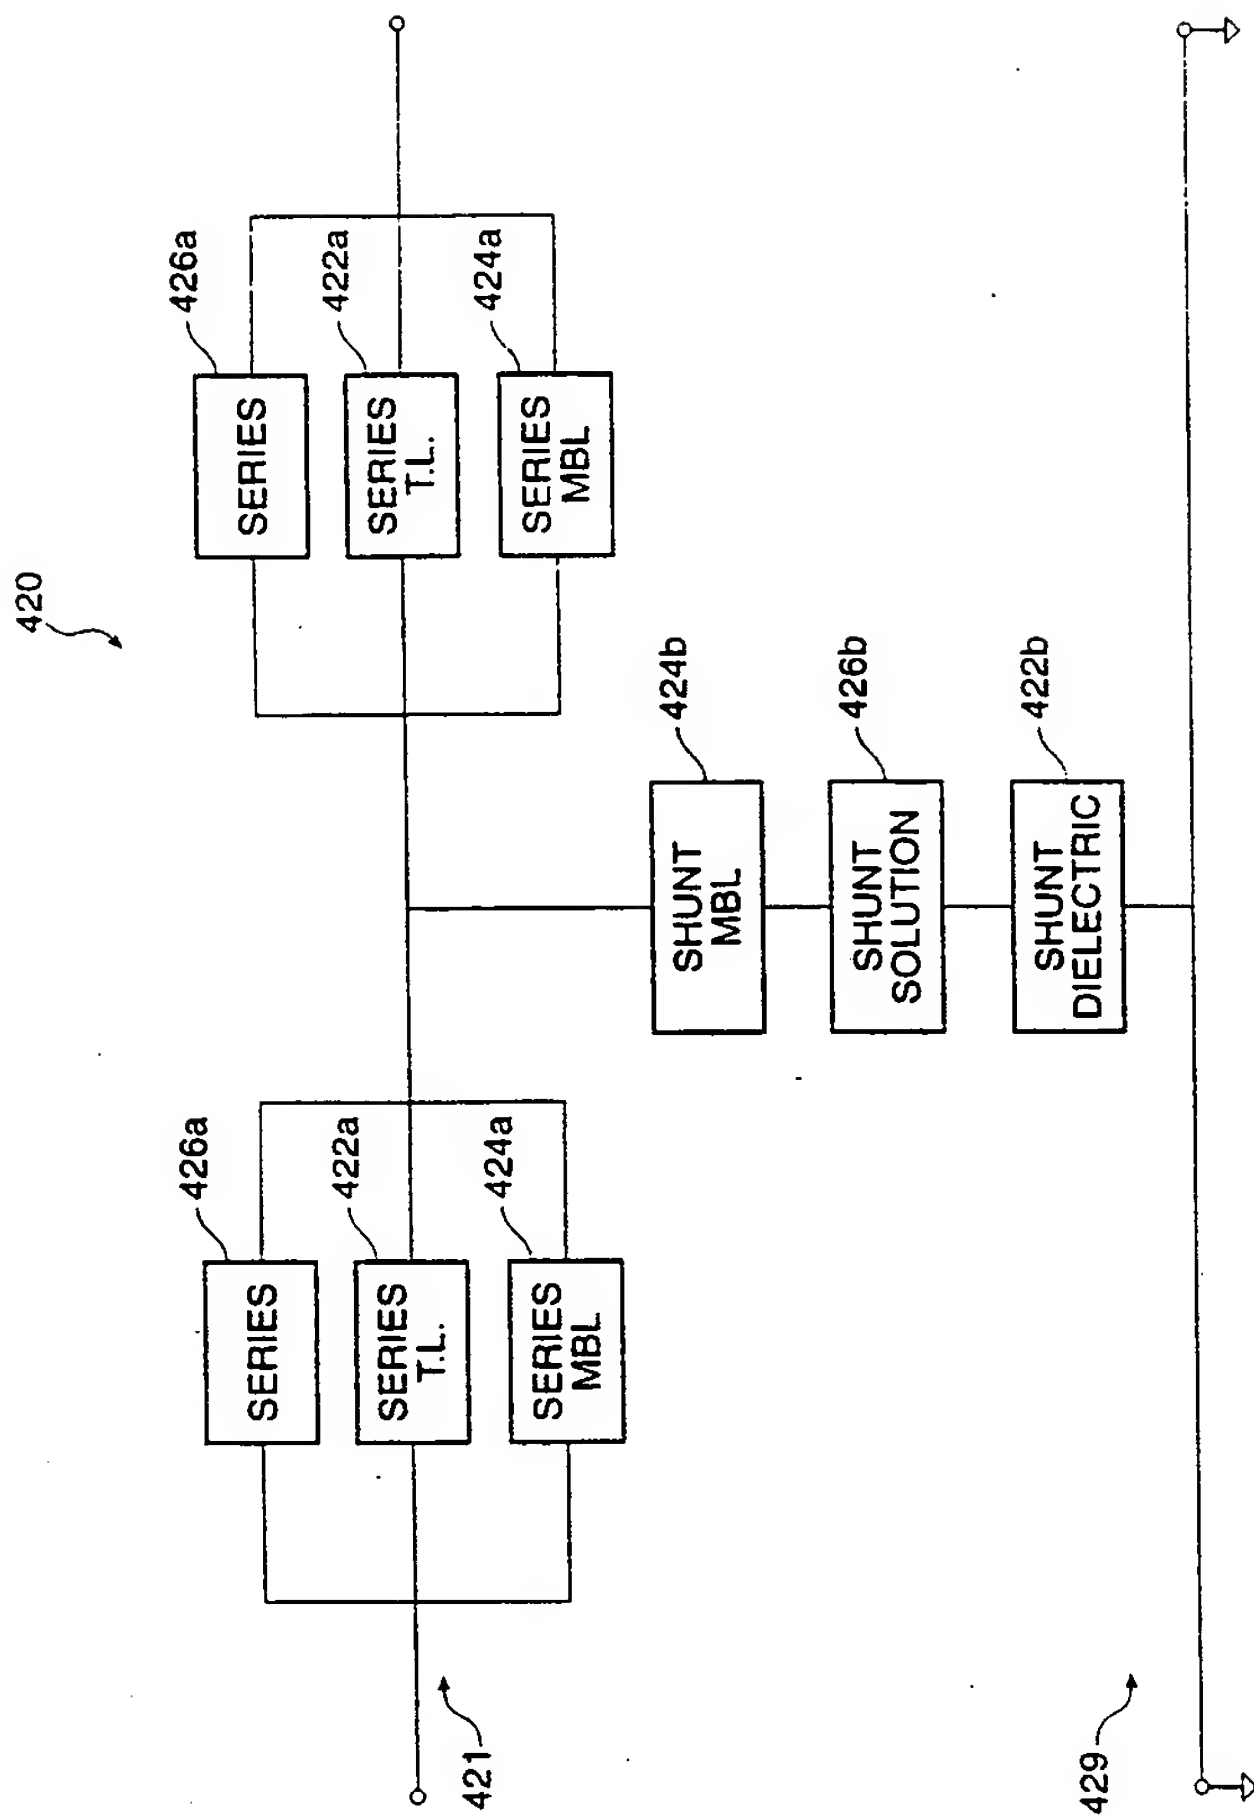 420
426a
426a
SERIES
SERIES
422a
422a
SERIES
T.L.
SERIES
T.L.
424a
424a
SERIES
MBL
SERIES
MBL
421
SHUNT
MBL
424b
SHUNT
SOLUTION
426b
SHUNT
DIELECTRIC
422b
429